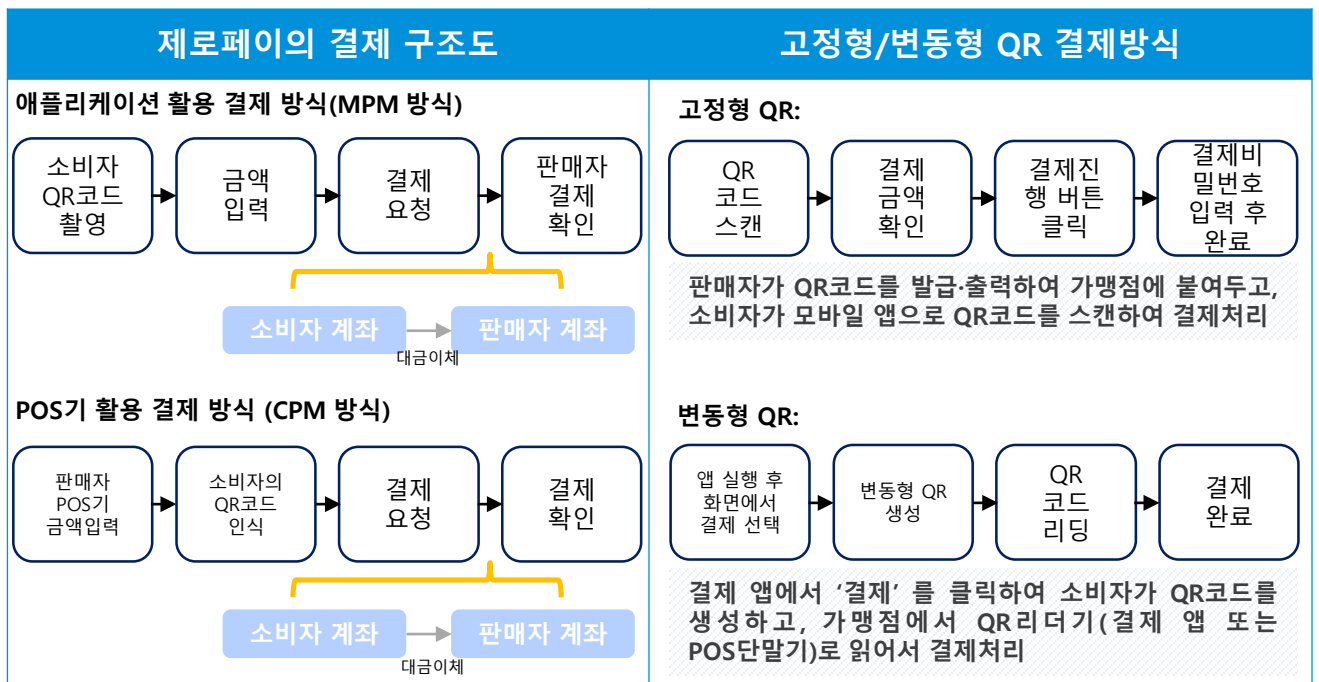 제로페이의 결제 구조도
애플리케이션 활용 결제 방식(MPM 방식)
소비자
QR코드
촬영
금액
입력
결제
요청
판매자
결제
확인
소비자 계좌
판매자 계좌
대금이체
POS기 활용 결제 방식 (CPM 방식)
판매자
POS기
금액입력
소비자의
QR코드
인식
결제
요청
결제
확인
소비자 계좌
판매자 계좌
대금이체
고정형/변동형 QR 결제방식
고정형 QR:
QR
코드
스캔
결제
금액
확인
결제진
행 버튼
클릭
결제비
밀번호
입력 후
완료
판매자가 QR코드를 발급·출력하여 가맹점에 붙여두고,
소비자가 모바일 앱으로 QR코드를 스캔하여 결제처리
변동형 QR:
앱 실행 후
화면에서
결제 선택
변동형 QR
생성
QR
코드
리딩
결제
완료
결제 앱에서 ‘결제’ 를 클릭하여 소비자가 QR코드를
생성하고, 가맹점에서 QR리더기(결제 앱 또는
POS단말기)로 읽어서 결제처리